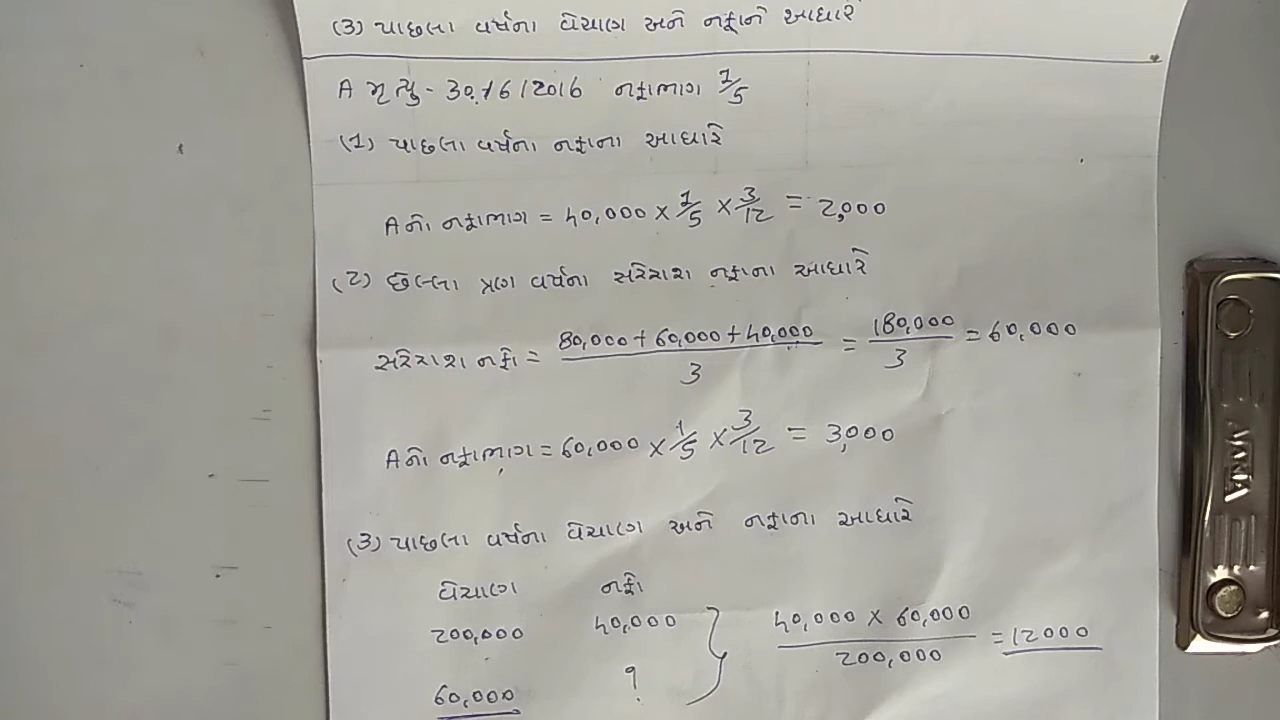 (3) પાછલા વર્ષના વેચાણ અને નફાને આધારે
A મૃત્યુ - 30/6/2016 નફાભાગ 1/5
(1) પાછલા વર્ષના નફાના આધારે
Aનો નફાભાગ = 40,000 × 1/5 × 3/12 = 2,000
(2) છેલ્લા ત્રણ વર્ષના સરેરાશ નફાના આધારે
સરેરાશ નફો = 80,000 + 60,000 + 40,000 / 3 = 180,000 / 3 = 60,000
Aનો નફાભાગ = 60,000 × 1/5 × 3/12 = 3,000
(3) પાછલા વર્ષના વેચાણ અને નફાના આધારે
વેચાણ નફો
200,000 40,000
60,000 ?
40,000 × 60,000 / 200,000 = 12000